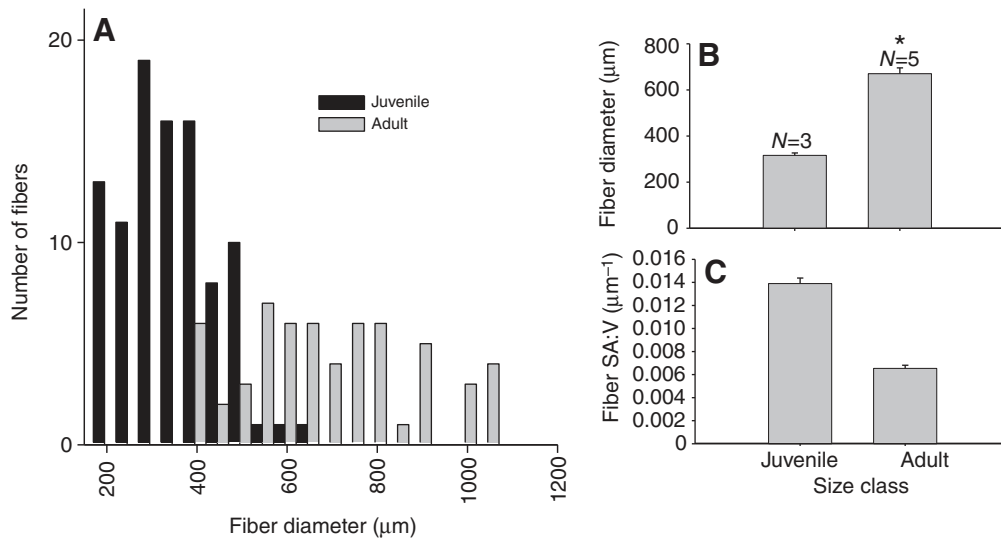 A
20
10
0
Number of fibers
Juvenile
Adult
200
400
600
800
1000
1200
Fiber diameter (μm)
B
800
600
400
200
0
Fiber diameter (μm)
N=3
*
N=5
C
0.016
0.014
0.012
0.010
0.008
0.006
0.004
0.002
0
Fiber SA:V (μm⁻¹)
Juvenile
Adult
Size class